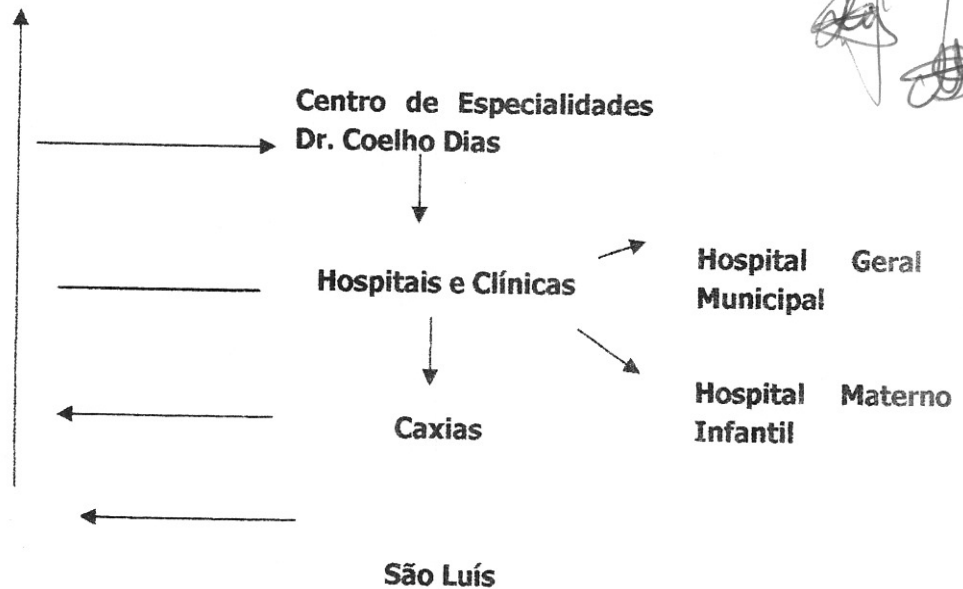 Centro de Especialidades
Dr. Coelho Dias
Hospitais e Clínicas
Hospital Geral
Municipal
Hospital Materno
Infantil
Caxias
São Luís